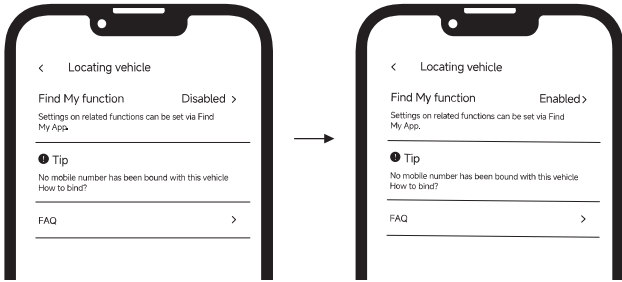 Locating vehicle
Find My function Disabled
Settings on related functions can be set via Find
My App.
Tip
No mobile number has been bound with this vehicle
How to bind?
FAQ
Locating vehicle
Find My function Enabled
Settings on related functions can be set via Find
My App.
Tip
No mobile number has been bound with this vehicle
How to bind?
FAQ